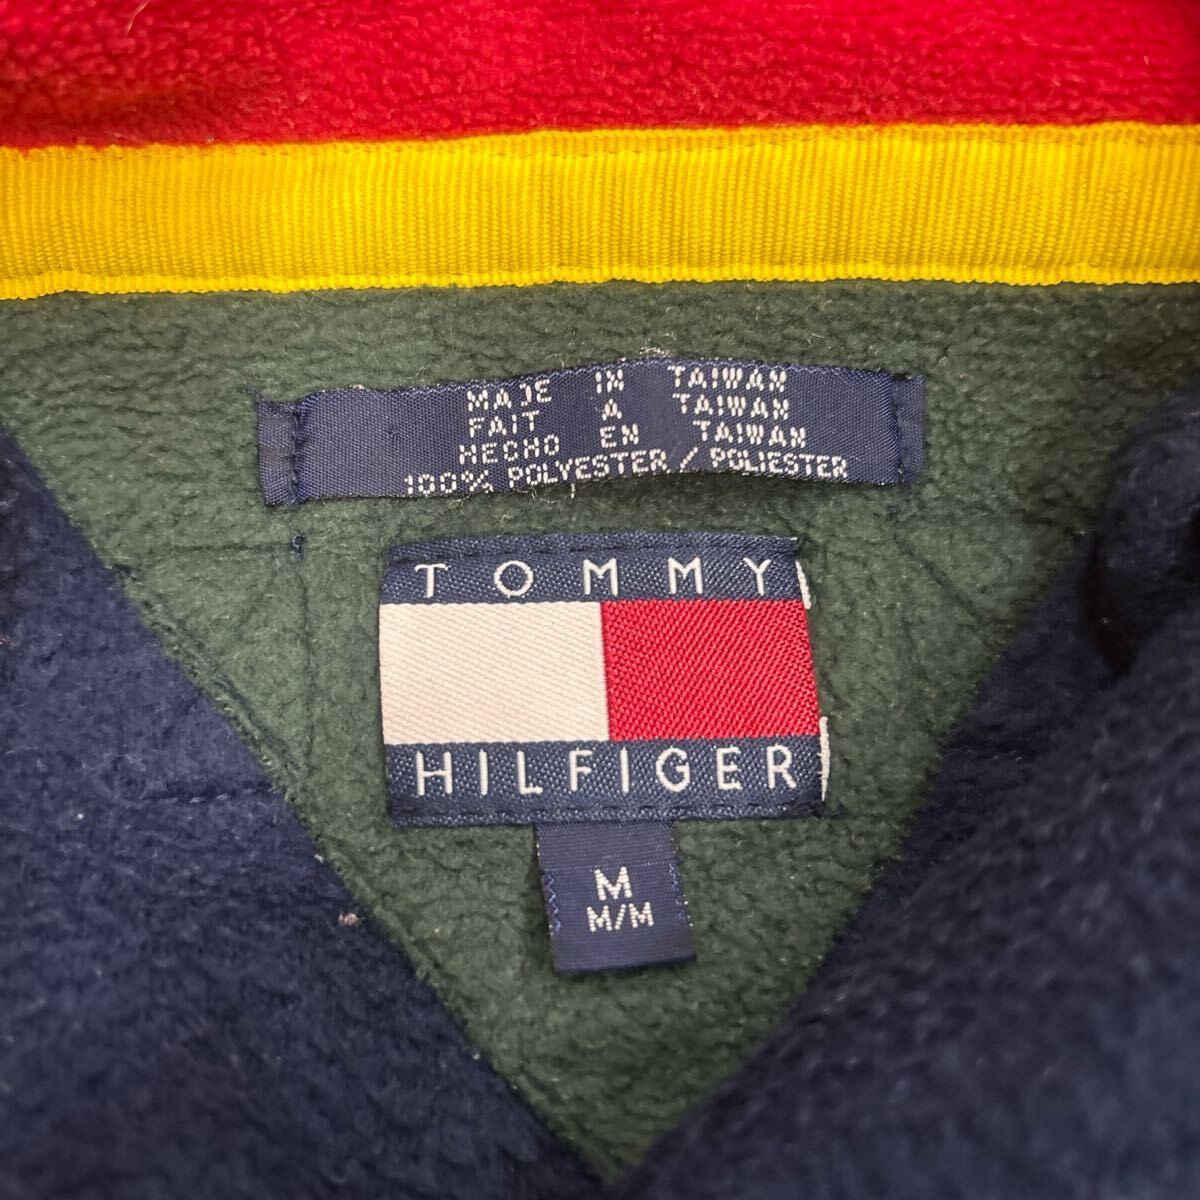 MADE IN TAIWAN
FAIT A TAIWAN
HECHO EN TAIWAN
100% POLYESTER / POLIESTER
TOMMY
HILFIGER
M
M/M